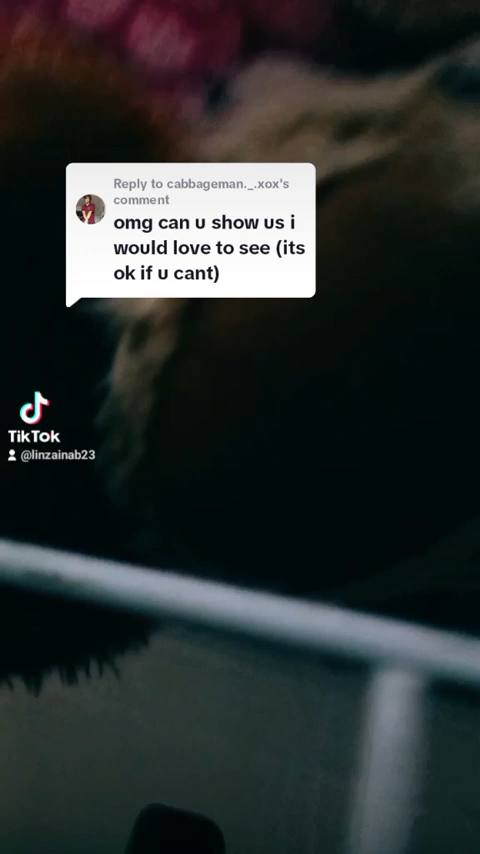 Reply to cabbageman._.xox's
comment
omg can u show us i
would love to see (its
ok if u cant)
TikTok
@linzainab23